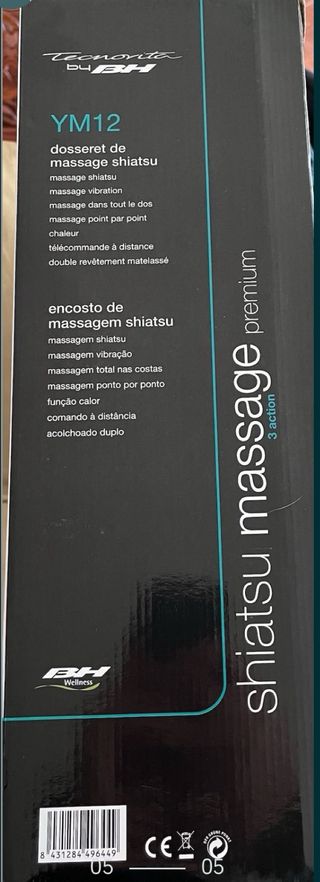 Tecnovita
by BH
YM12
dosseret de
massage shiatsu
massage shiatsu
massage vibration
massage dans tout le dos
massage point par point
chaleur
télécommande à distance
double revêtement matelassé
encosto de
massagem shiatsu
massagem shiatsu
massagem vibração
massagem total nas costas
massagem ponto por ponto
função calor
comando à distância
acolchoado duplo
shiatsu massage premium
3 action
BH
Wellness
8 431284 496449
CE
05 05